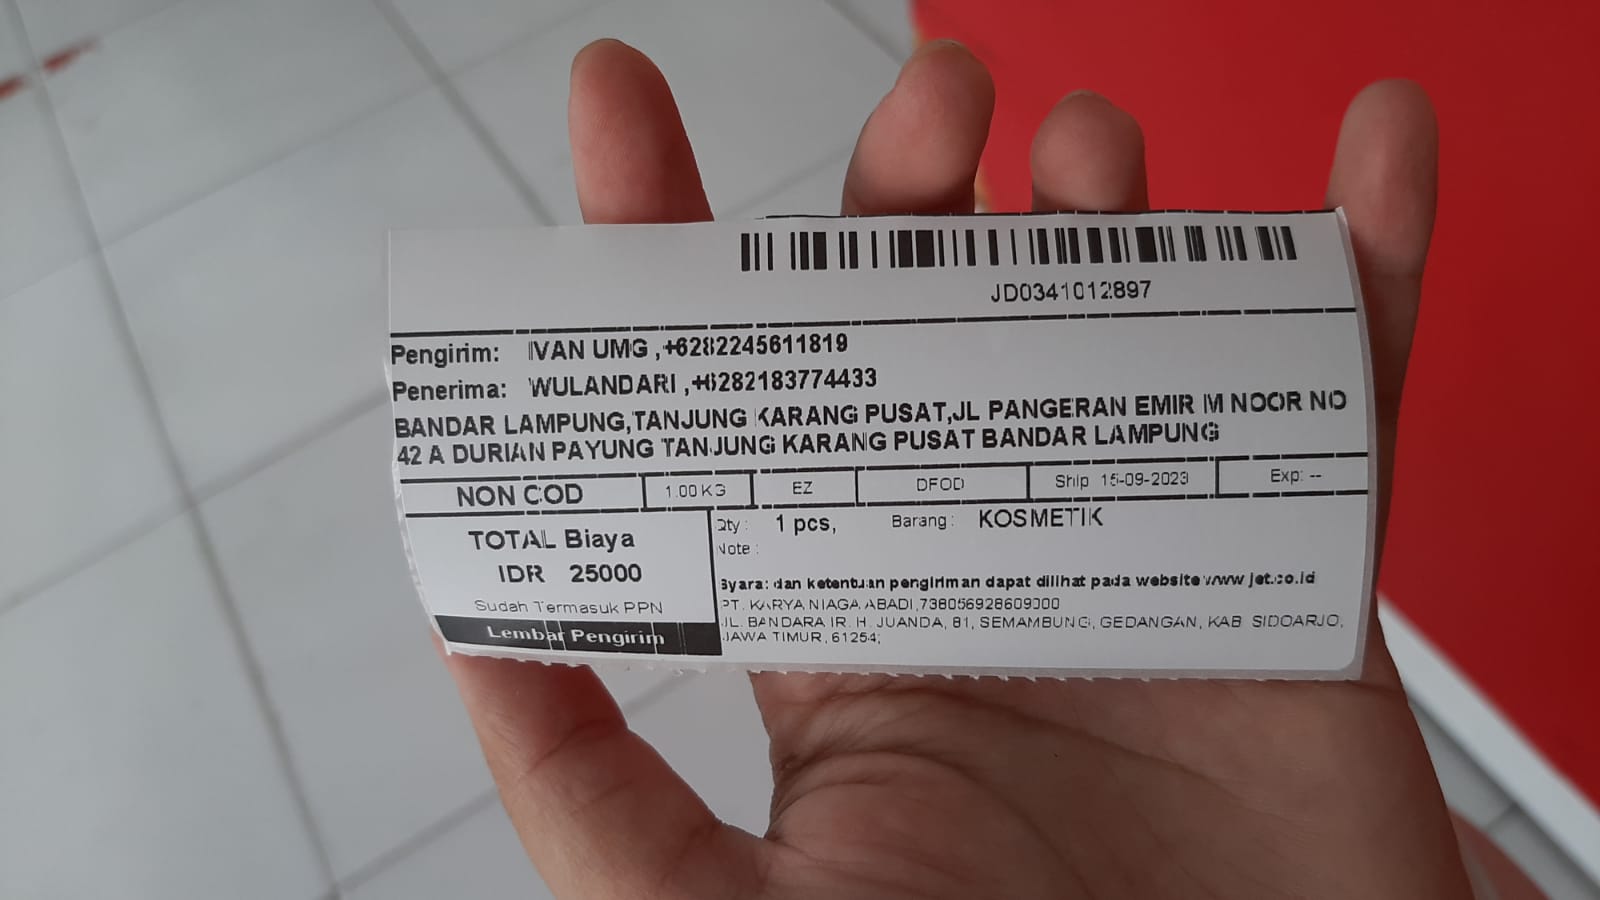 JD0341012897
Pengirim: IVAN UMG ,+6282245611819
Penerima: WULANDARI ,+6282183774433
BANDAR LAMPUNG,TANJUNG KARANG PUSAT,JL PANGERAN EMIR M NOOR NO
42 A DURIAN PAYUNG TANJUNG KARANG PUSAT BANDAR LAMPUNG
NON COD 1.00 KG EZ DFOD Ship 15-09-2023 Exp: --
TOTAL Biaya
IDR 25000
Sudah Termasuk PPN
Lembar Pengirim
Qty : 1 pcs, Barang : KOSMETIK
Note :
Syarat dan ketentuan pengiriman dapat dilihat pada website www.jet.co.id
PT. KARYA NIAGA ABADI,738056928609000
JL. BANDARA IR. H. JUANDA, 81, SEMAMBUNG, GEDANGAN, KAB. SIDOARJO,
JAWA TIMUR, 61254;